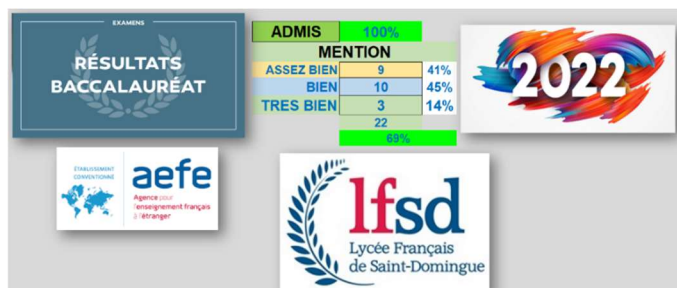 EXAMENS
RÉSULTATS
BACCALAURÉAT
ADMIS 100%
MENTION
ASSEZ BIEN 9 41%
BIEN 10 45%
TRES BIEN 3 14%
22
69%
2022
ÉTABLISSEMENT
CONVENTIONNÉ
aefe
Agence pour
l'enseignement français
à l'étranger
lfsd
Lycée Français
de Saint-Domingue